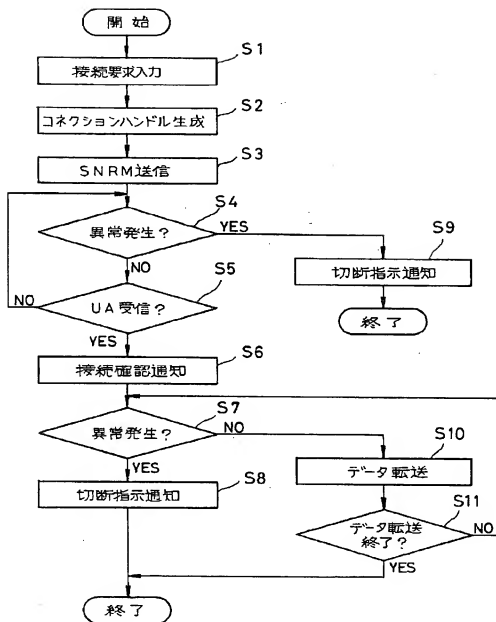 開始
S1
接続要求入力
S2
コネクションハンドル生成
S3
SNRM送信
S4
異常発生?
YES
NO
S9
切断指示通知
終了
S5
UA受信?
NO
YES
S6
接続確認通知
S7
異常発生?
NO
YES
S10
データ転送
S8
切断指示通知
S11
データ転送
終了?
NO
YES
終了